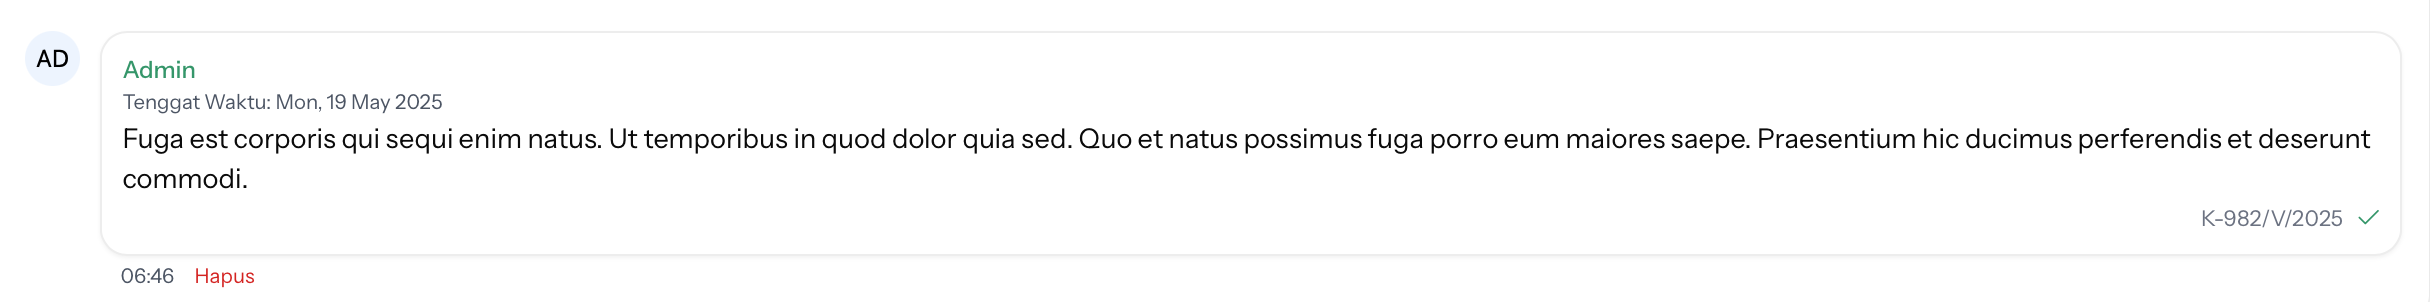 AD
Admin
Tenggat Waktu: Mon, 19 May 2025
Fuga est corporis qui sequi enim natus. Ut temporibus in quod dolor quia sed. Quo et natus possimus fuga porro eum maiores saepe. Praesentium hic ducimus perferendis et deserunt
commodi.
K-982/V/2025
06:46 Hapus